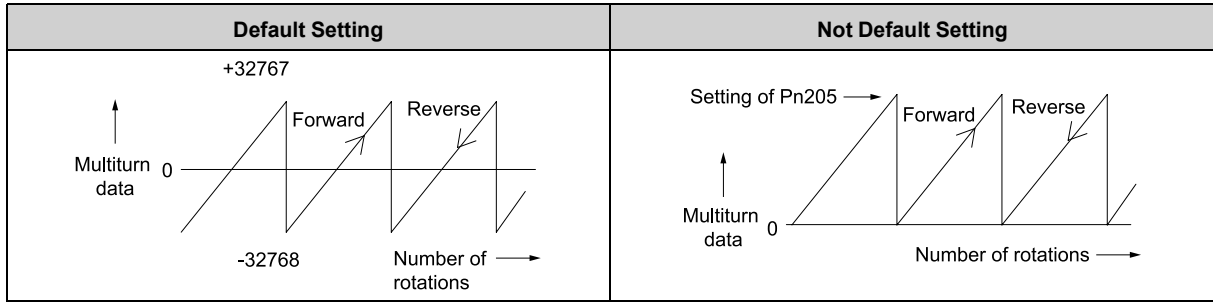 Default Setting
Not Default Setting
+32767
Forward
Reverse
Multiturn
data
0
-32768
Number of
rotations
Setting of Pn205
Forward
Reverse
Multiturn
data
0
Number of rotations